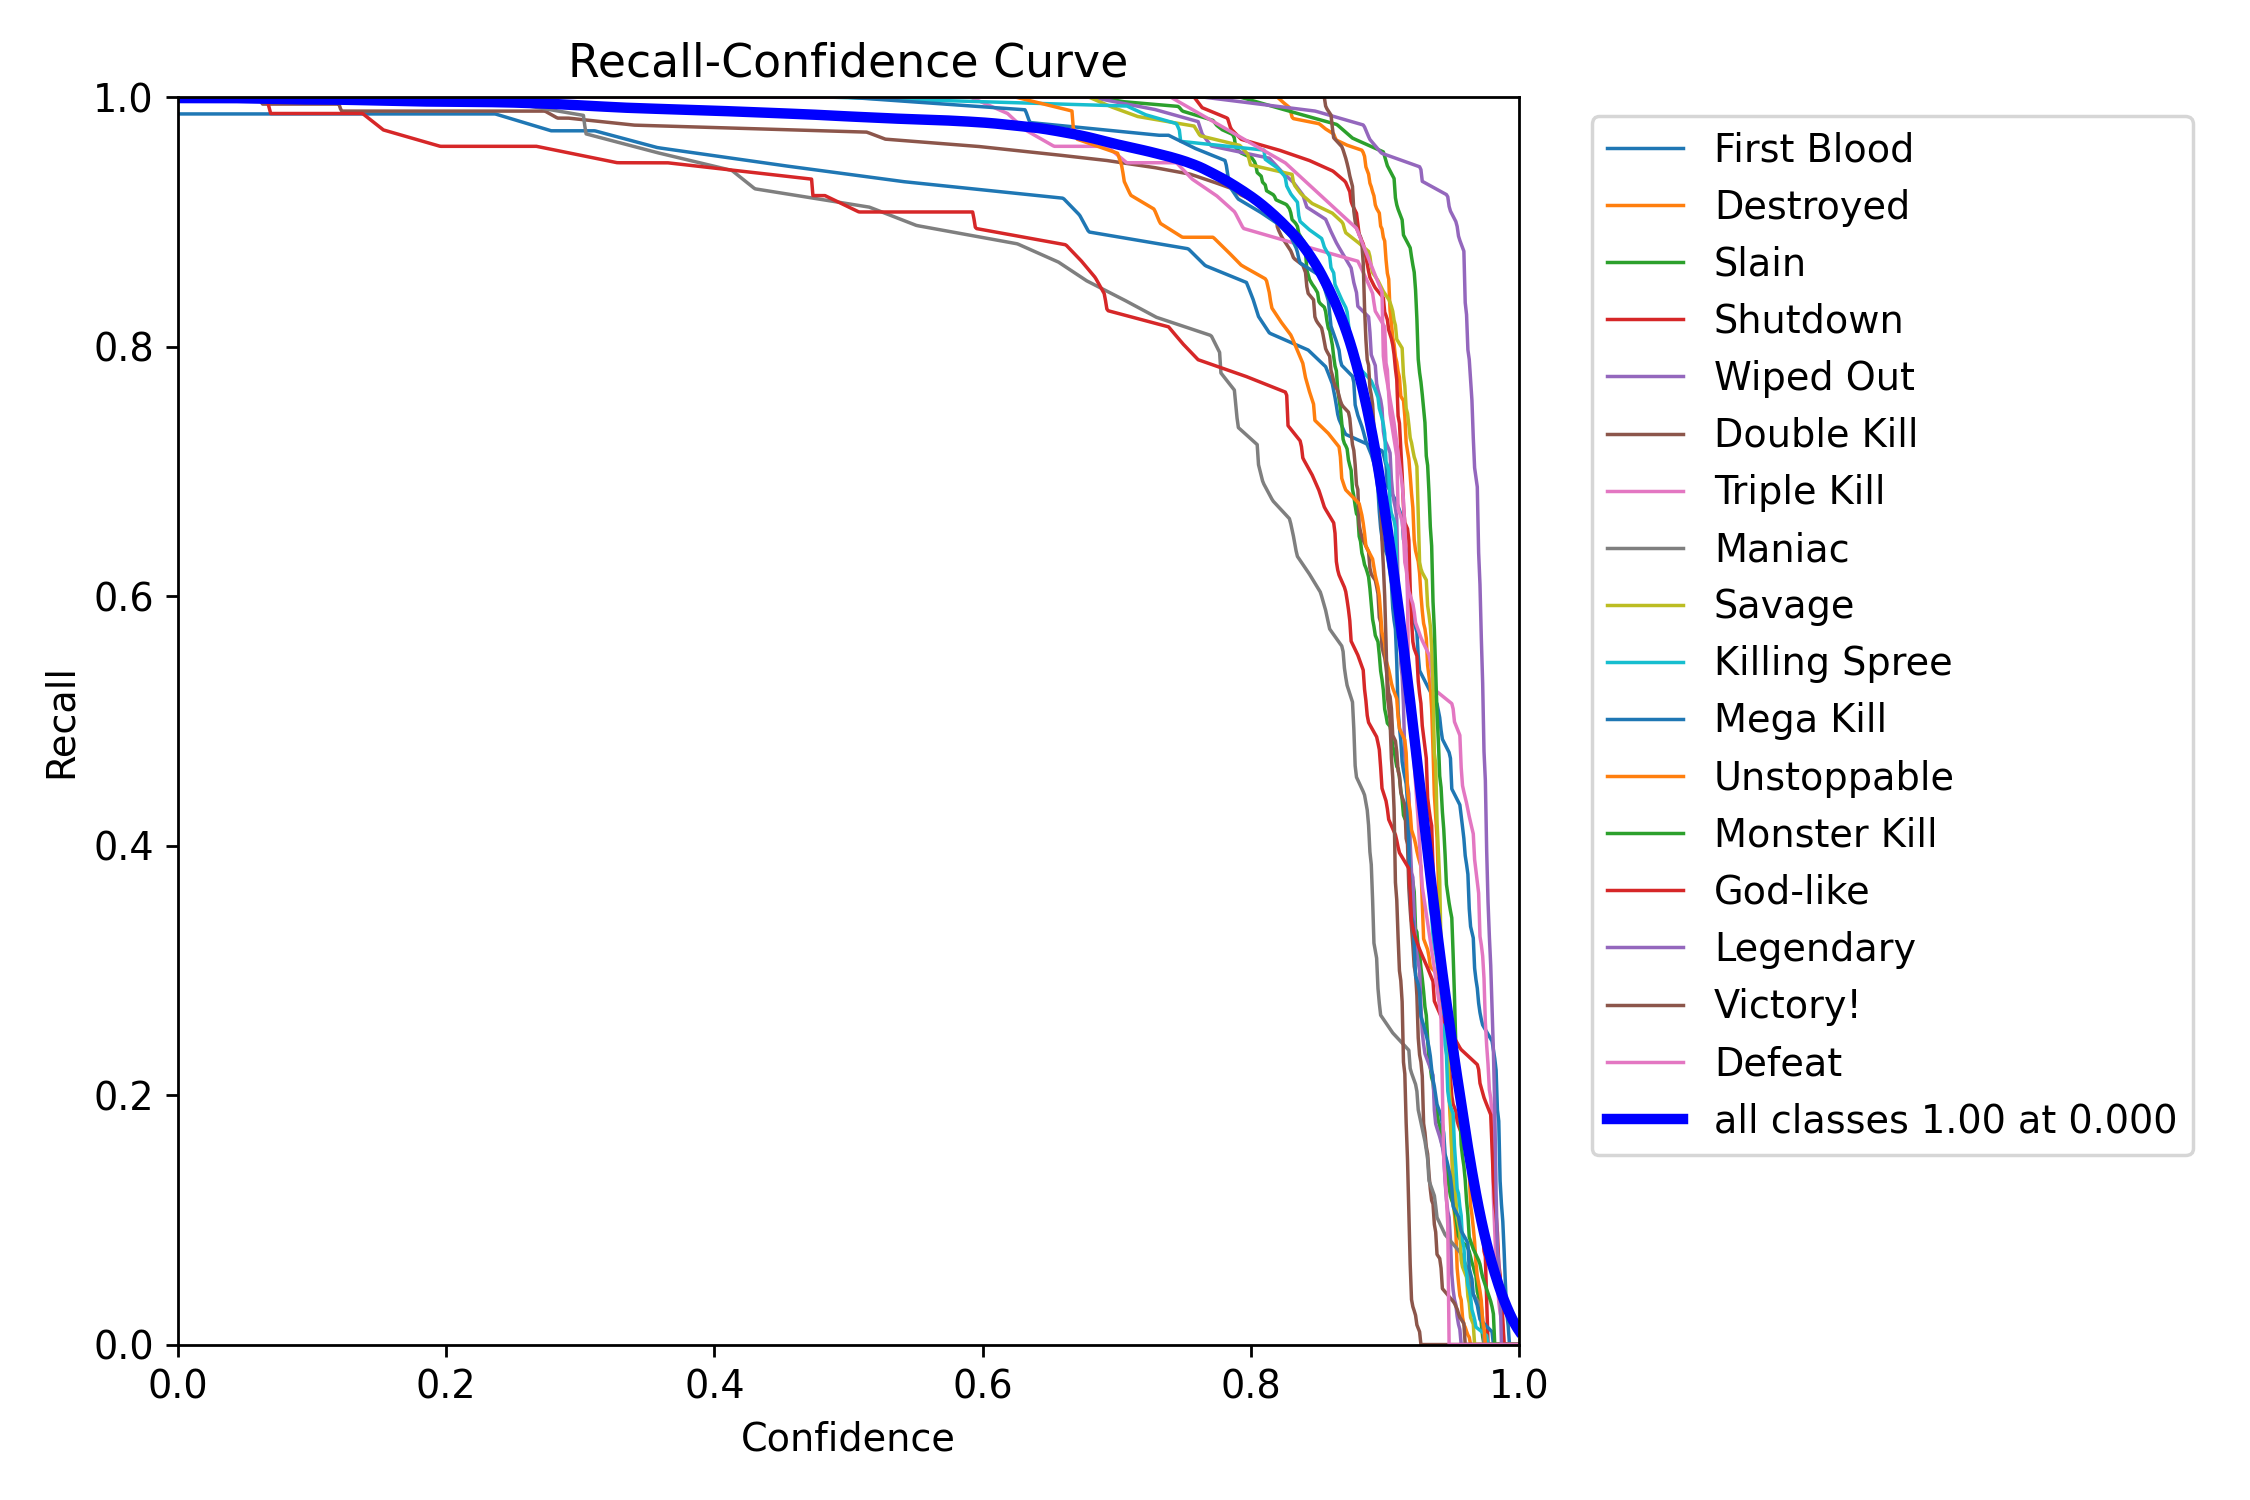 Recall-Confidence Curve
1.0
0.8
0.6
0.4
0.2
0.0
Recall
0.0 0.2 0.4 0.6 0.8 1.0
Confidence
First Blood
Destroyed
Slain
Shutdown
Wiped Out
Double Kill
Triple Kill
Maniac
Savage
Killing Spree
Mega Kill
Unstoppable
Monster Kill
God-like
Legendary
Victory!
Defeat
all classes 1.00 at 0.000